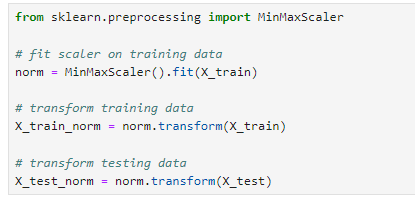 from sklearn.preprocessing import MinMaxScaler
# fit scaler on training data
norm = MinMaxScaler().fit(X_train)
# transform training data
X_train_norm = norm.transform(X_train)
# transform testing data
X_test_norm = norm.transform(X_test)